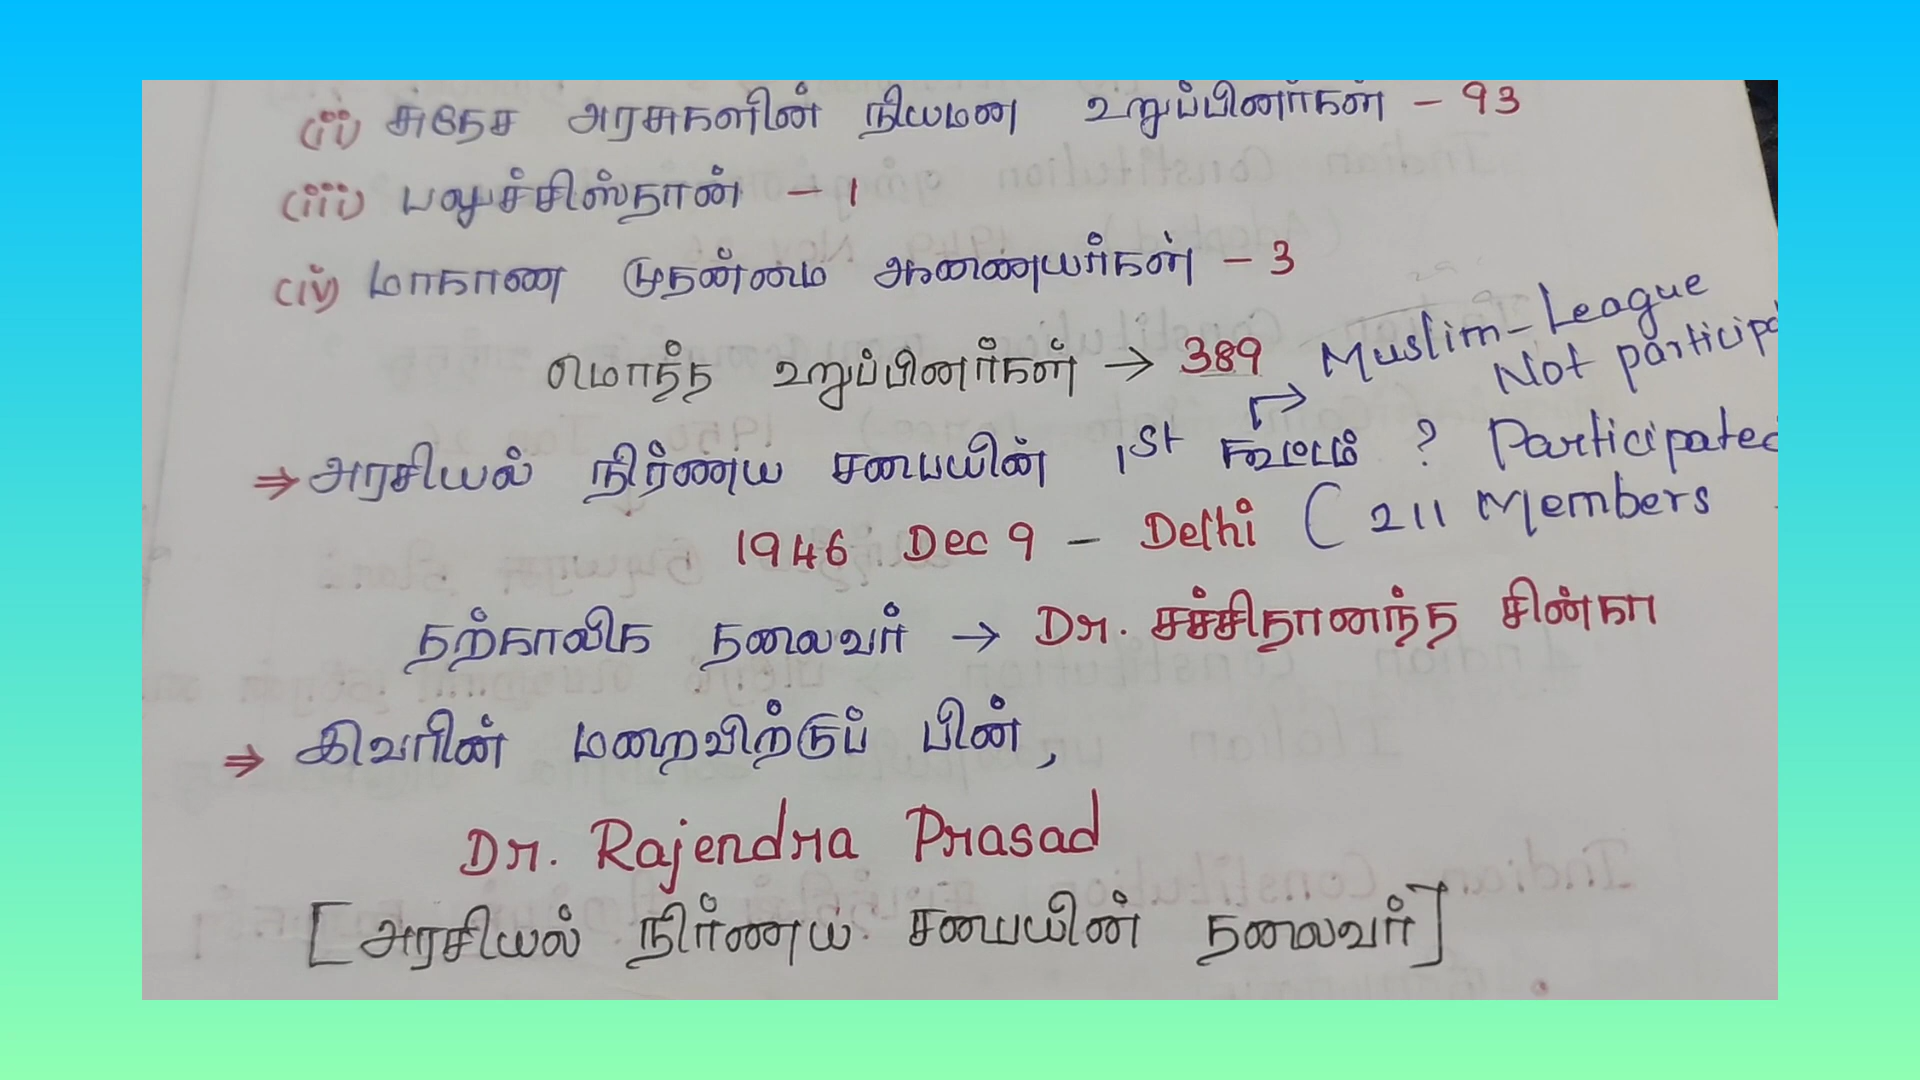 (ii) சுதேச அரசுகளின் நியமன உறுப்பினர்கள் - 93
(iii) பலுச்சிஸ்தான் - 1
(iv) மாகாண முதன்மை ஆணையர்கள் - 3
மொத்த உறுப்பினர்கள் → 389
Muslim-League
Not particip
⇒ அரசியல் நிர்ணய சபையின் 1st கூட்டம் ? Participated
1946 Dec 9 - Delhi ( 211 Members
தற்காலிக தலைவர் → Dr. சச்சிதானந்த சின்கா
⇒ இவரின் மறைவிற்குப் பின் ,
Dr. Rajendra Prasad
[அரசியல் நிர்ணய சபையின் தலைவர்]